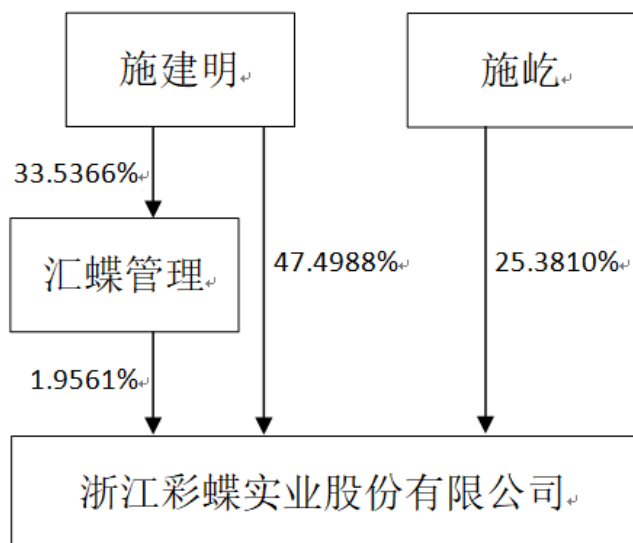 施建明
施屹
33.5366%
汇蝶管理
47.4988%
25.3810%
1.9561%
浙江彩蝶实业股份有限公司